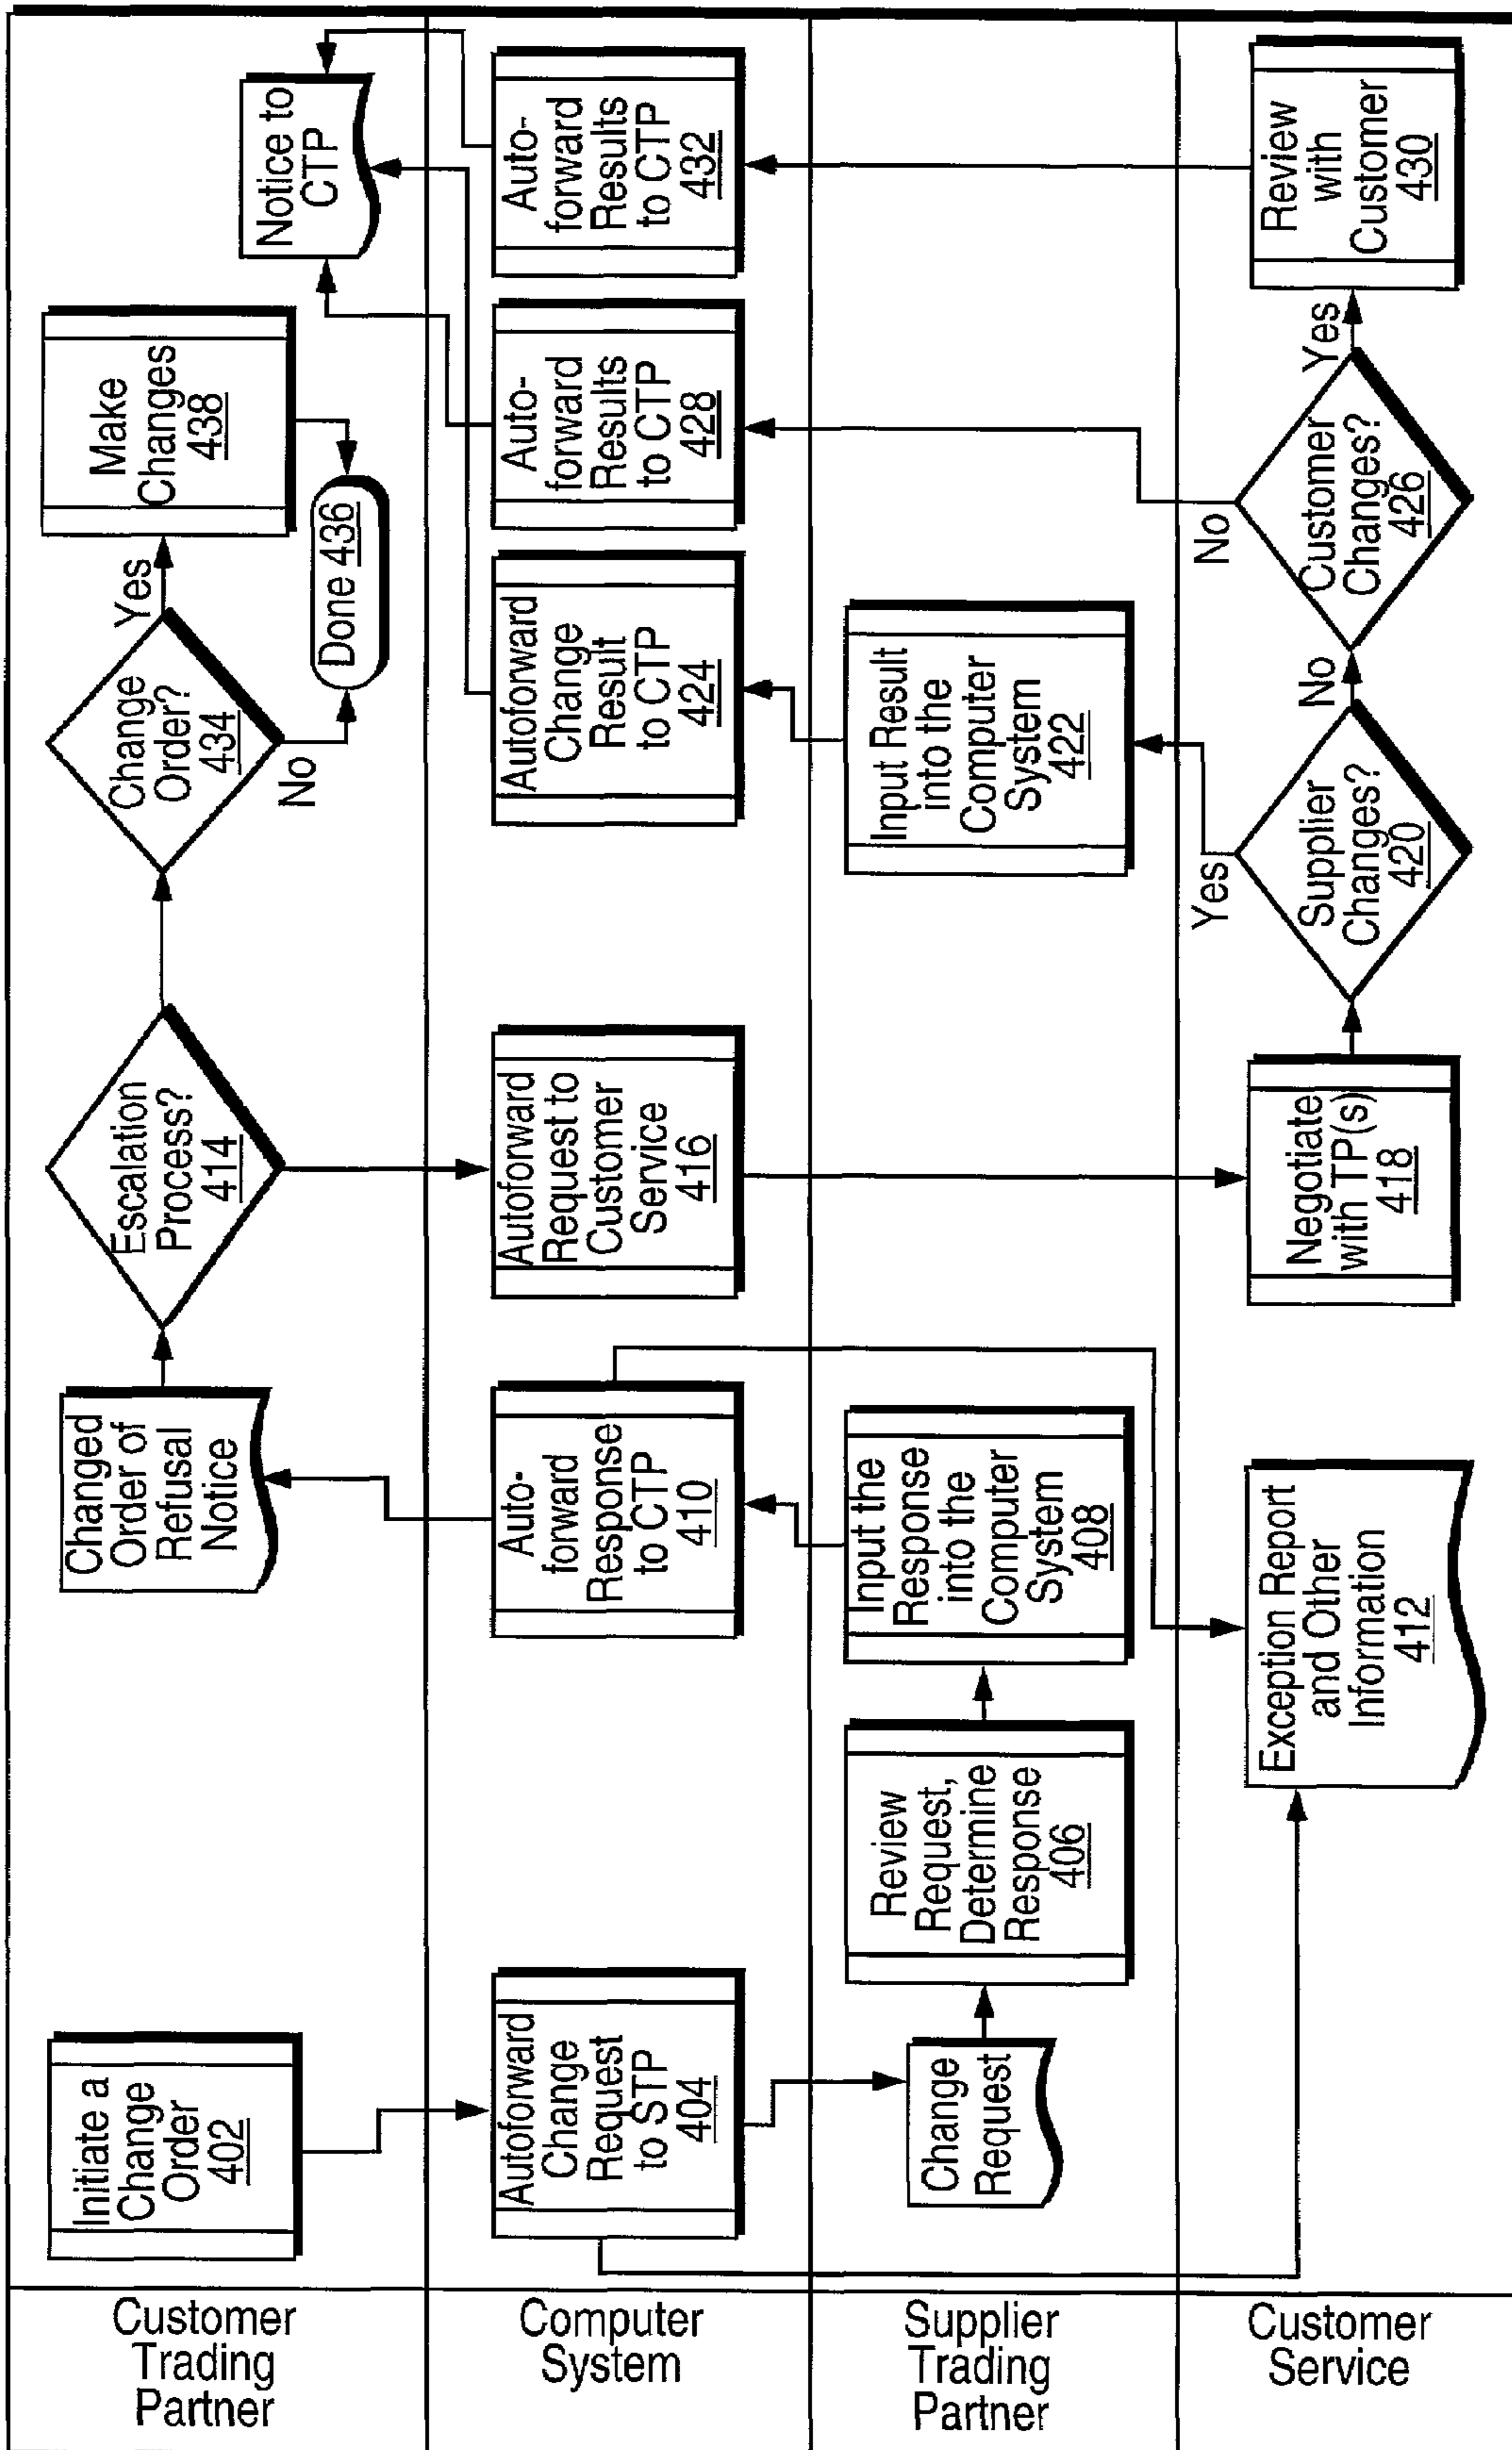 Customer
Trading
Partner
Initiate a
Change
Order
402
Changed
Order of
Refusal
Notice
Escalation
Process?
414
Change
Order?
434
Yes
No
Make
Changes
438
Done 436
Notice to
CTP
Computer
System
Autoforward
Change
Request
to STP
404
Auto-
forward
Response
to CTP
410
Autoforward
Request to
Customer
Service
416
Autoforward
Change
Result
to CTP
424
Auto-
forward
Results
to CTP
428
Auto-
forward
Results
to CTP
432
Supplier
Trading
Partner
Change
Request
Review
Request,
Determine
Response
406
Input the
Response
into the
Computer
System
408
Input Result
into the
Computer
System
422
Customer
Service
Exception Report
and Other
Information
412
Negotiate
with TP(s)
418
Supplier
Changes?
420
Yes
No
Customer
Changes?
426
No
Yes
Review
with
Customer
430